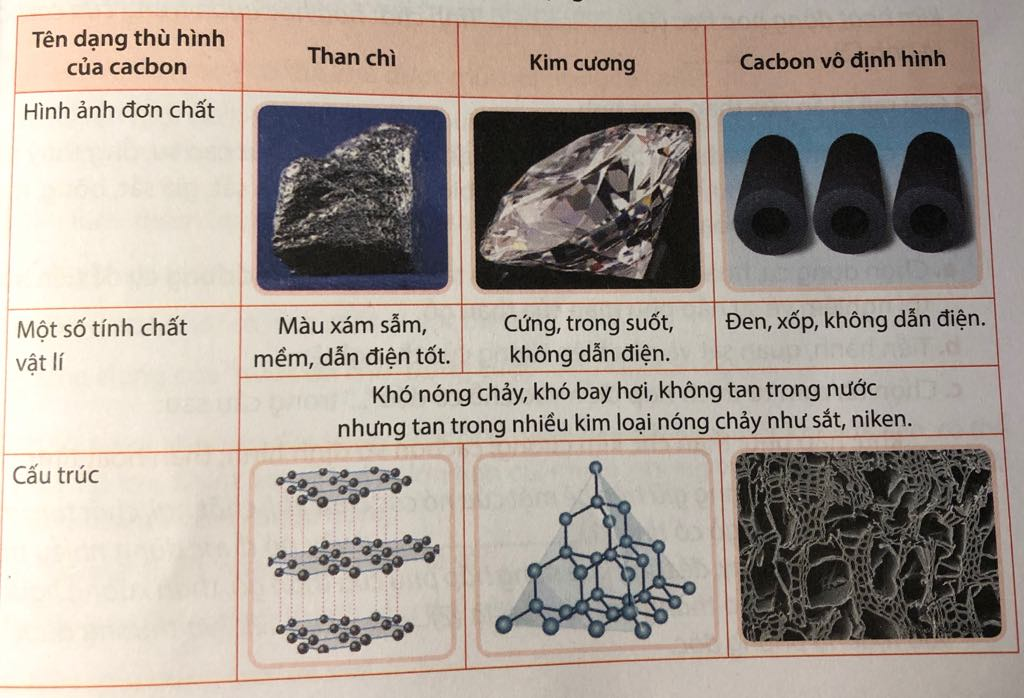 Tên dạng thù hình
của cacbon
Than chì
Kim cương
Cacbon vô định hình
Hình ảnh đơn chất
Một số tính chất
vật lí
Màu xám sẫm,
mềm, dẫn điện tốt.
Cứng, trong suốt,
không dẫn điện.
Đen, xốp, không dẫn điện.
Khó nóng chảy, khó bay hơi, không tan trong nước
nhưng tan trong nhiều kim loại nóng chảy như sắt, niken.
Cấu trúc